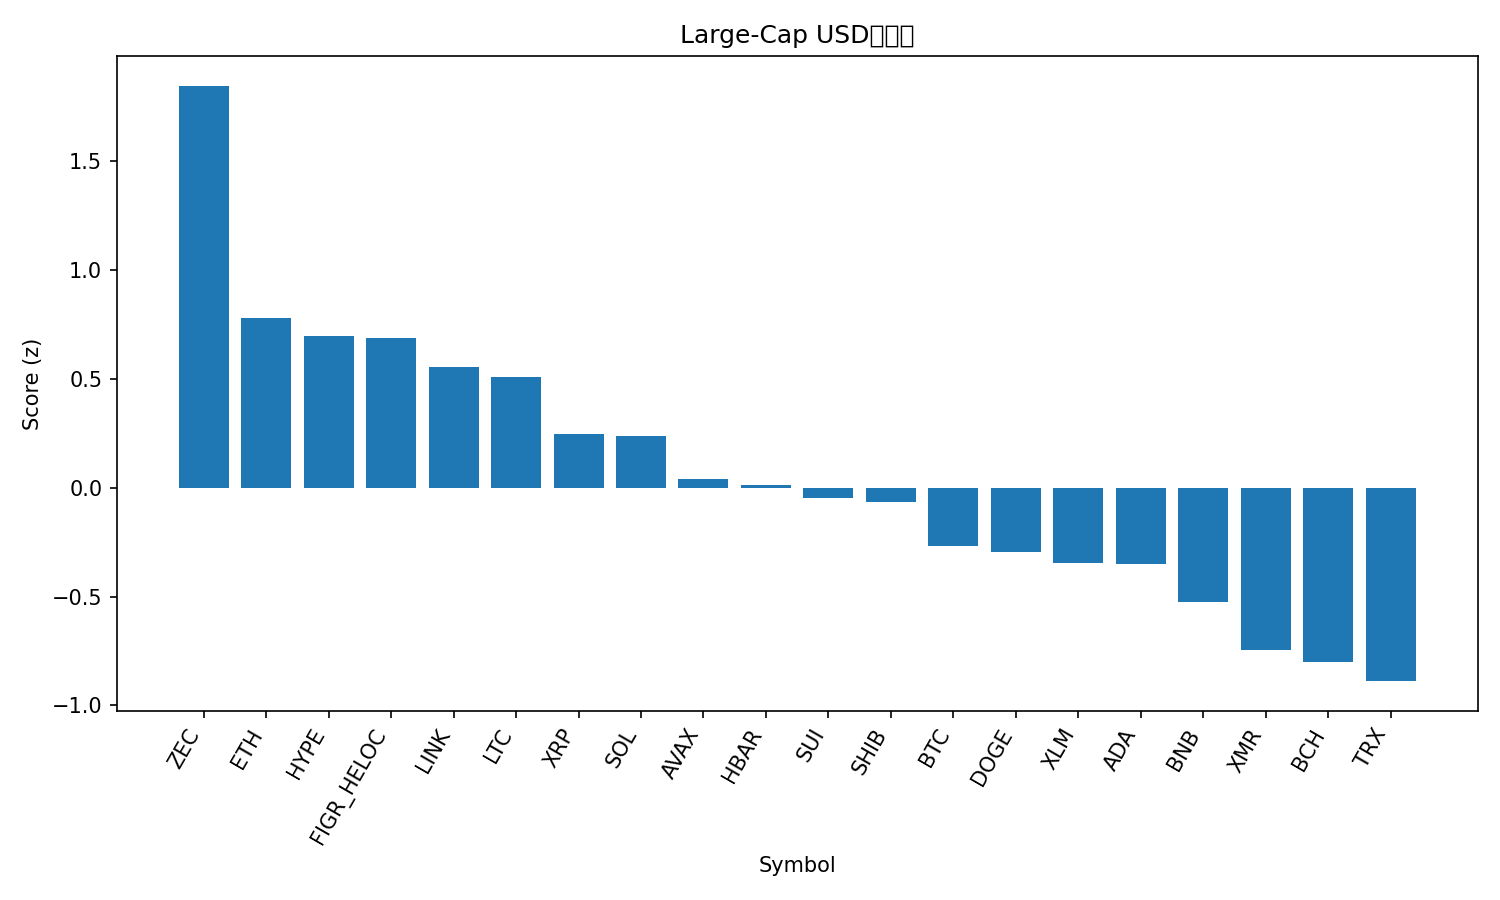 Large-Cap USD
Score (z)
1.5
1.0
0.5
0.0
−0.5
−1.0
ZEC
ETH
HYPE
FIGR_HELOC
LINK
LTC
XRP
SOL
AVAX
HBAR
SUI
SHIB
BTC
DOGE
XLM
ADA
BNB
XMR
BCH
TRX
Symbol